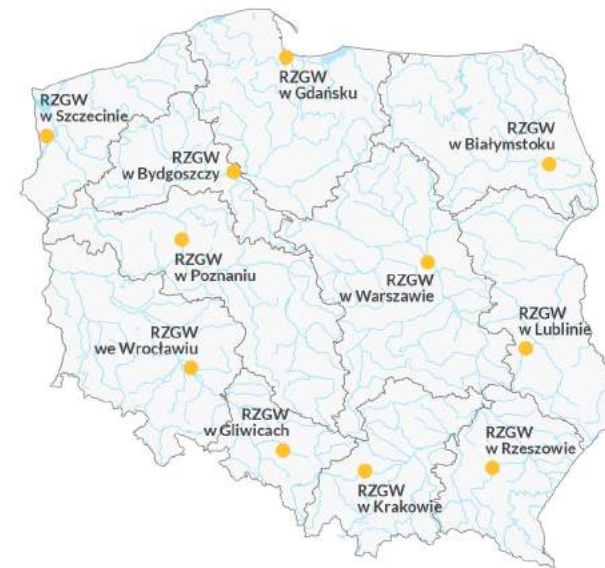 RZGW
w Gdańsku
RZGW
w Szczecinie
RZGW
w Białymstoku
RZGW
w Bydgoszczy
RZGW
w Poznaniu
RZGW
w Warszawie
RZGW
w Lublinie
RZGW
we Wrocławiu
RZGW
w Gliwicach
RZGW
w Rzeszowie
RZGW
w Krakowie